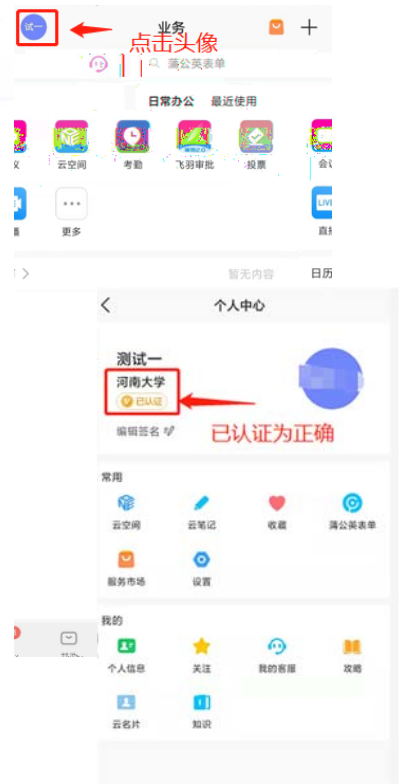 试一
业务
点击头像
蒲公英表单
日常办公 最近使用
云空间 考勤 飞羽审批 投票
更多
LIVE
暂无内容 日历
个人中心
测试一
河南大学
已认证
编辑签名
已认证为正确
常用
云空间 云笔记 收藏 蒲公英表单
服务市场 设置
我的
个人信息 关注 我的客服 攻略
云名片 知识